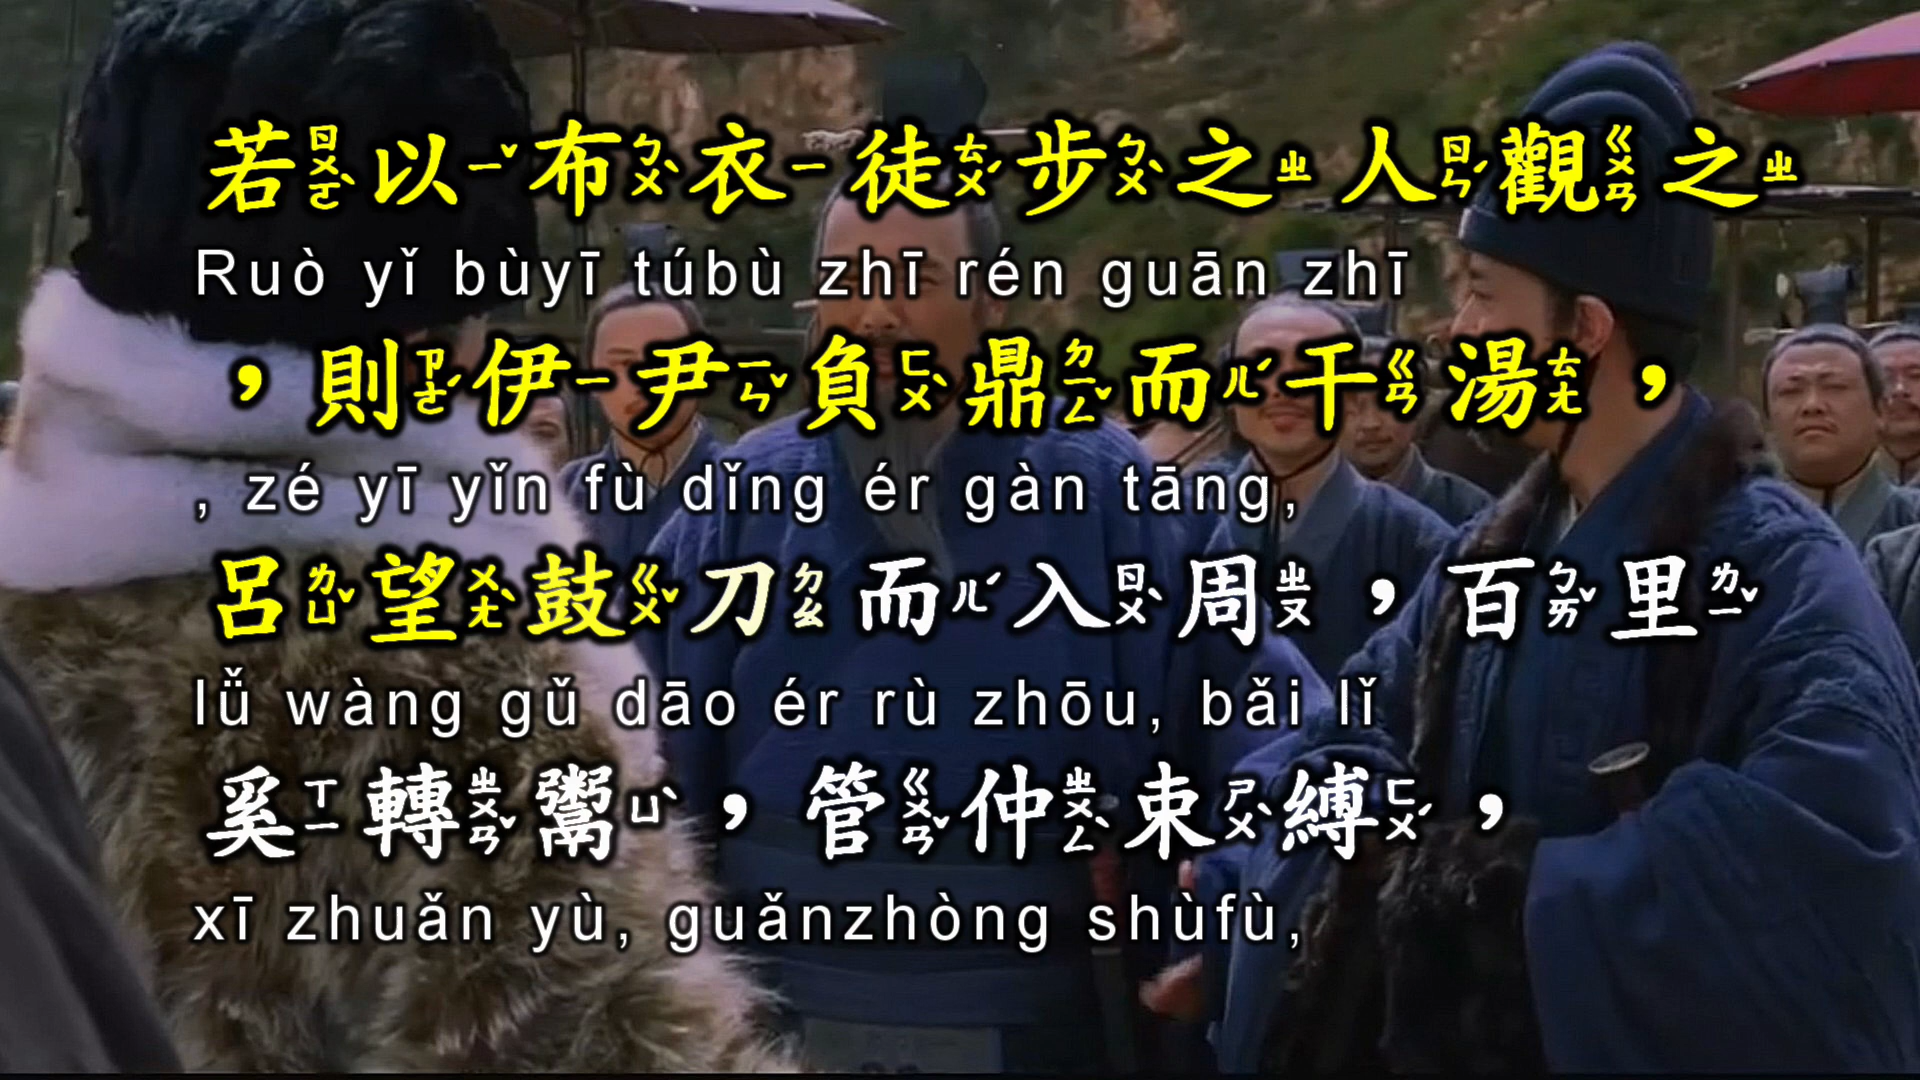 若以布衣徒步之人觀之
Ruò yǐ bùyī túbù zhī rén guān zhī
，則伊尹負鼎而干湯，
, zé yī yǐn fù dǐng ér gàn tāng,
呂望鼓刀而入周，百里
lǚ wàng gǔ dāo ér rù zhōu, bǎi lǐ
奚轉鬻，管仲束縛，
xī zhuǎn yù, guǎnzhòng shùfù,